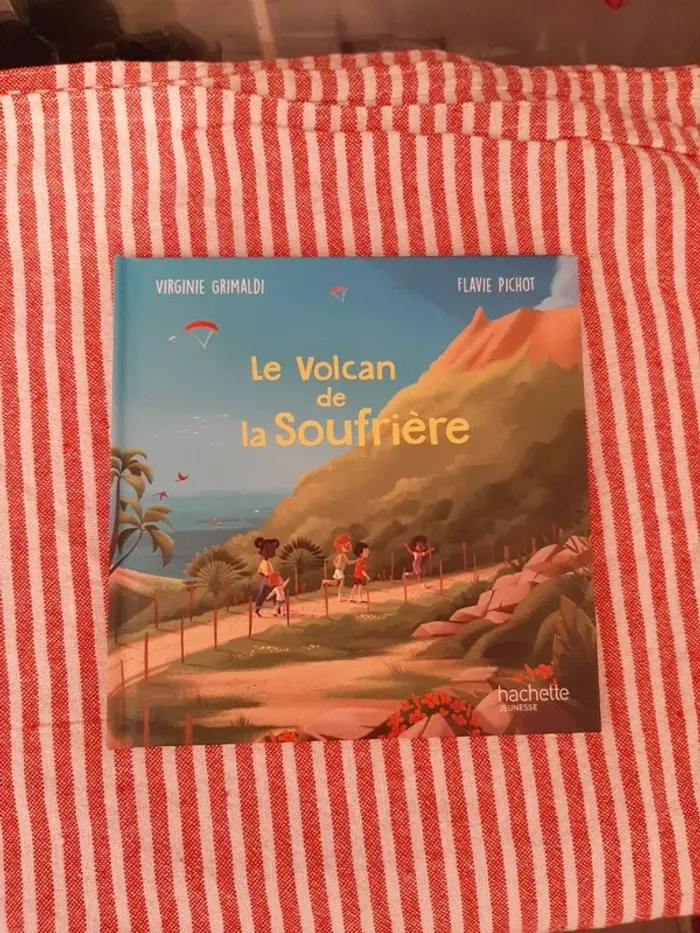 VIRGINIE GRIMALDI
FLAVIE PICHOT
Le Volcan
de
la Soufrière
hachette
JEUNESSE